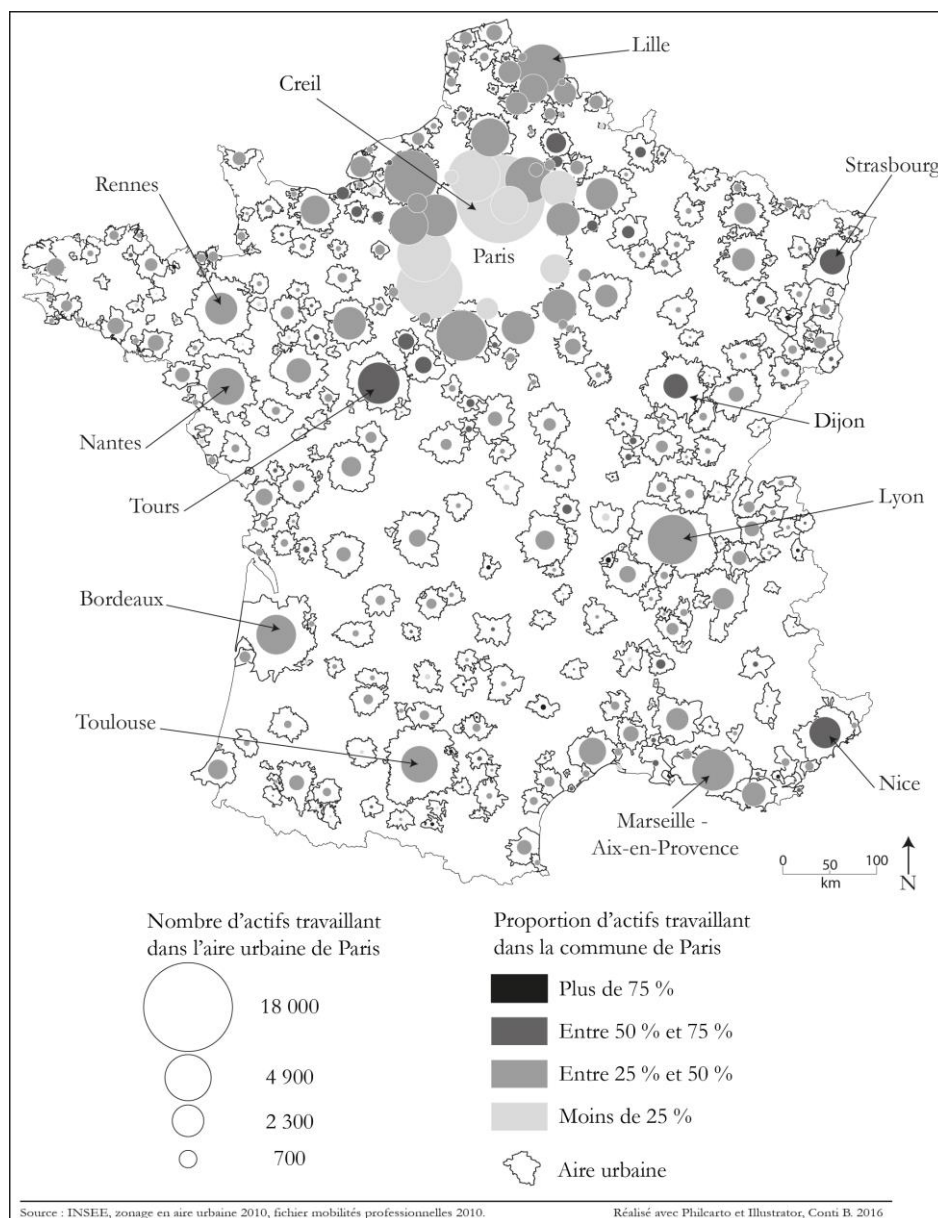 Lille
Creil
Strasbourg
Rennes
Paris
Nantes
Dijon
Tours
Lyon
Bordeaux
Toulouse
Nice
Marseille -
Aix-en-Provence
0 50 100
km
N
Nombre d'actifs travaillant
dans l'aire urbaine de Paris
18 000
4 900
2 300
700
Proportion d'actifs travaillant
dans la commune de Paris
Plus de 75 %
Entre 50 % et 75 %
Entre 25 % et 50 %
Moins de 25 %
Aire urbaine
Source : INSEE, zonage en aire urbaine 2010, fichier mobilités professionnelles 2010.
Réalisé avec Philcarto et Illustrator, Conti B. 2016